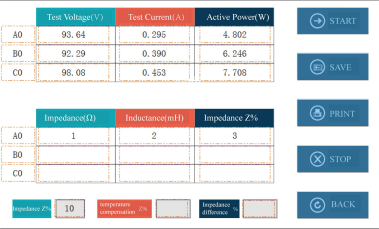 Test Voltage(V) Test Current(A) Active Power(W)
START
A0 93.64 0.295 4.802
B0 92.29 0.390 6.246
SAVE
C0 98.08 0.453 7.708
PRINT
Impedance(Ω) Inductance(mH) Impedance Z%
A0 1 2 3
B0
STOP
C0
Impedance Z% 10 temperature compensation Z% Impedance difference %
BACK